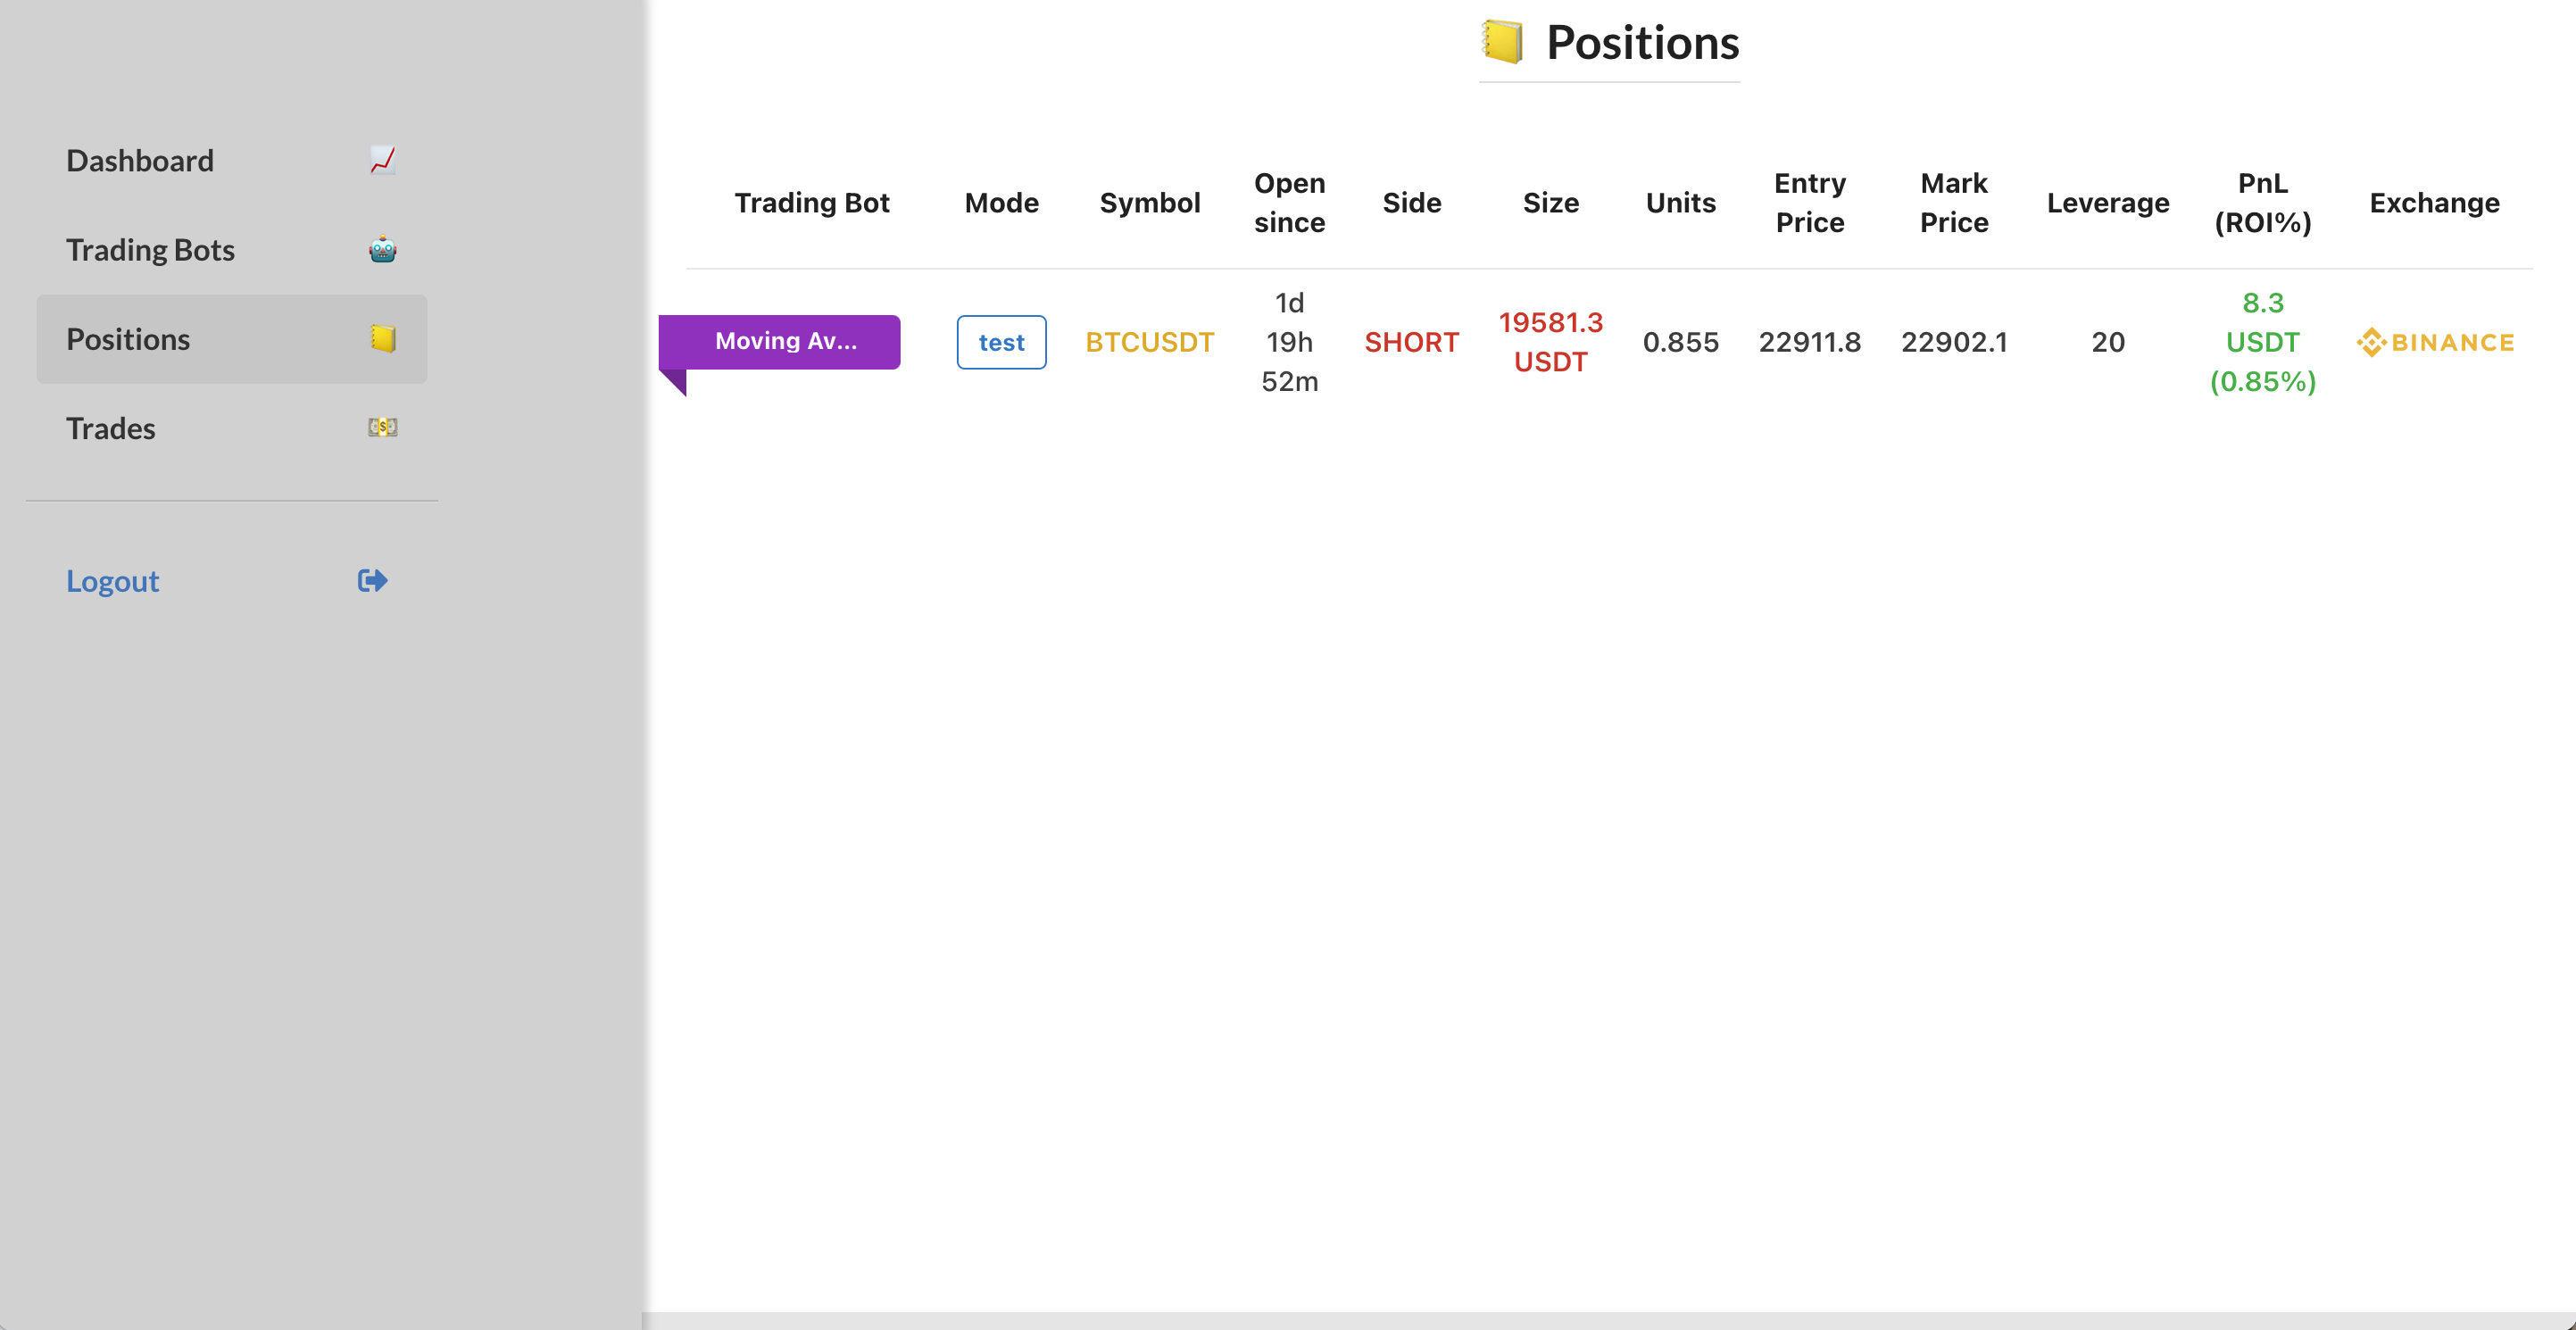 Positions
Dashboard
Trading Bots
Positions
Trades
Logout
Trading Bot
Mode
Symbol
Open
since
Side
Size
Units
Entry
Price
Mark
Price
Leverage
PnL
(ROI%)
Exchange
Moving Av...
test
BTCUSDT
1d
19h
52m
SHORT
19581.3
USDT
0.855
22911.8
22902.1
20
8.3
USDT
(0.85%)
BINANCE